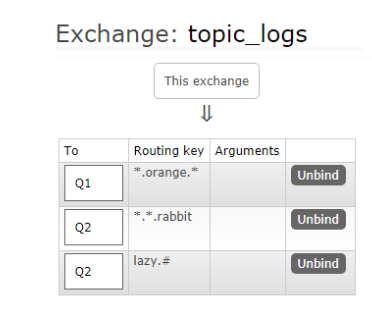 Exchange: topic_logs
This exchange
⇓
To Routing key Arguments
Q1 *.orange.* Unbind
Q2 *.*.rabbit Unbind
Q2 lazy.# Unbind